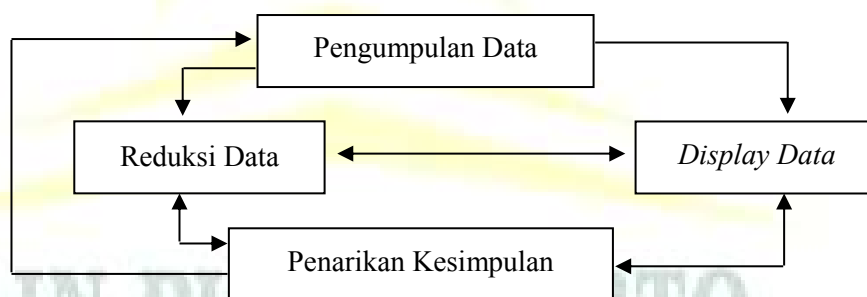 Pengumpulan Data
Reduksi Data
Display Data
Penarikan Kesimpulan